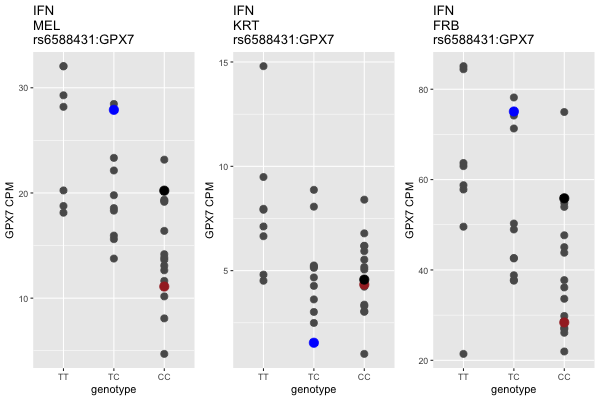 IFN
MEL
rs6588431:GPX7
GPX7 CPM
30
20
10
TT TC CC
genotype
IFN
KRT
rs6588431:GPX7
GPX7 CPM
15
10
5
TT TC CC
genotype
IFN
FRB
rs6588431:GPX7
GPX7 CPM
80
60
40
20
TT TC CC
genotype